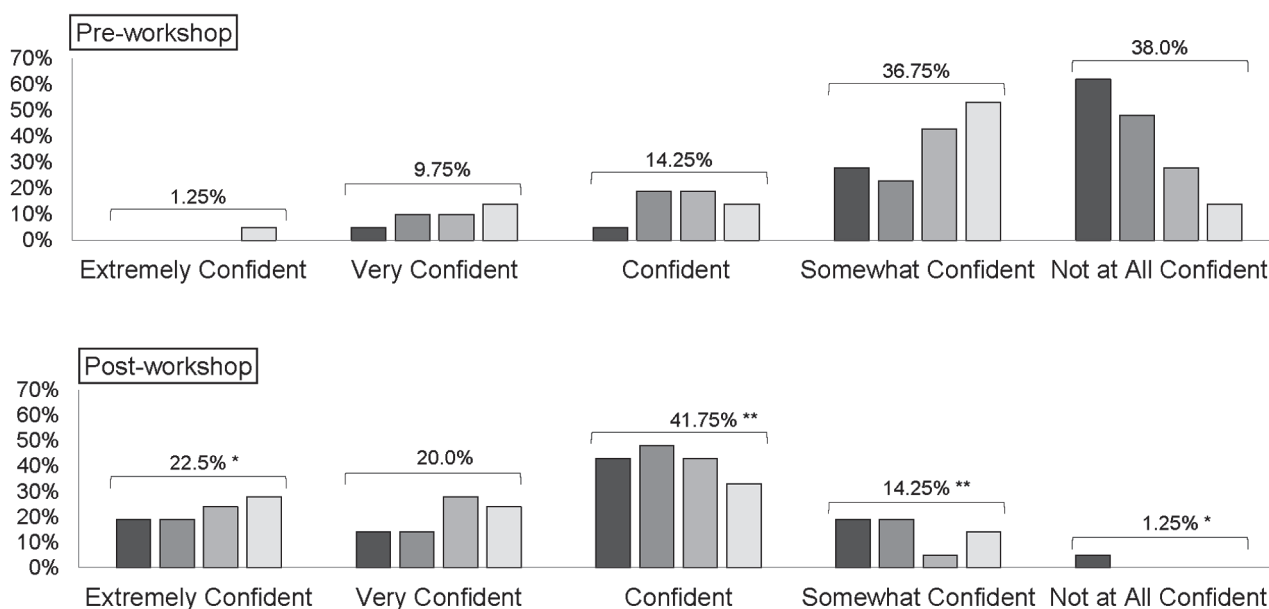 Pre-workshop
70%
60%
50%
40%
30%
20%
10%
0%
1.25%
9.75%
14.25%
36.75%
38.0%
Extremely Confident
Very Confident
Confident
Somewhat Confident
Not at All Confident
Post-workshop
70%
60%
50%
40%
30%
20%
10%
0%
22.5% *
20.0%
41.75% **
14.25% **
1.25% *
Extremely Confident
Very Confident
Confident
Somewhat Confident
Not at All Confident